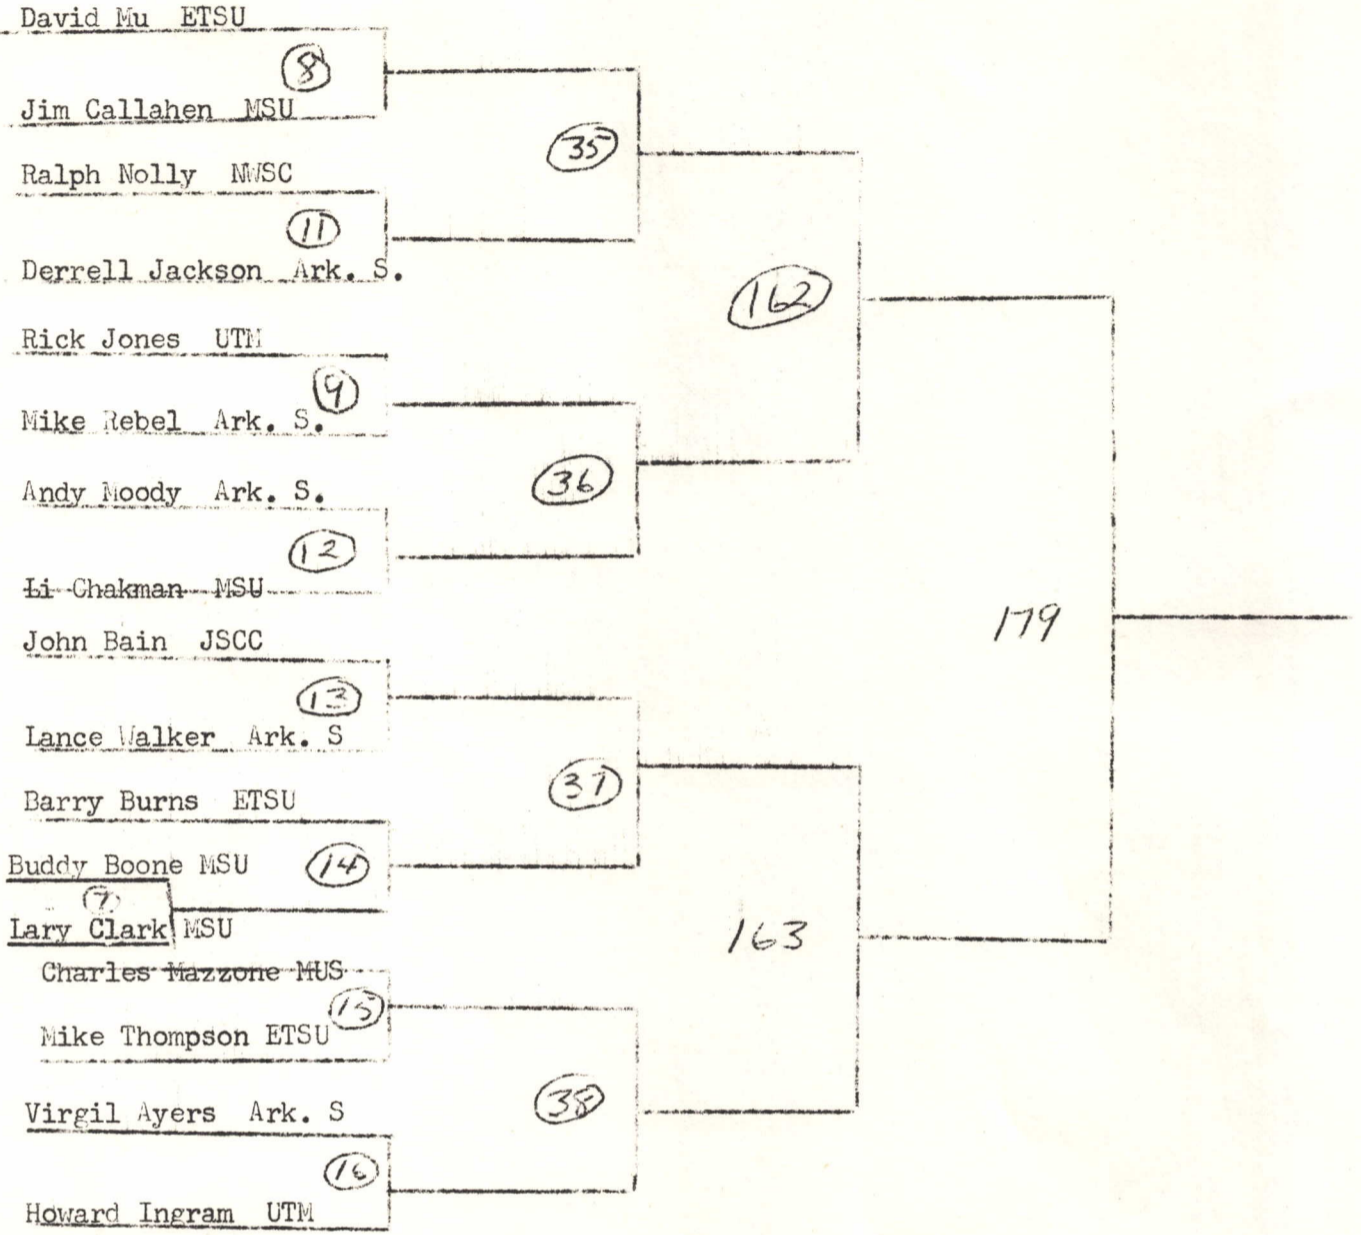 David Mu ETSU
8
Jim Callahen MSU
35
Ralph Nolly NWSC
11
Derrell Jackson Ark. S.
162
Rick Jones UTM
9
Mike Rebel Ark. S.
36
Andy Moody Ark. S.
12
Li Chakman MSU
179
John Bain JSCC
13
Lance Walker Ark. S
37
Barry Burns ETSU
Buddy Boone MSU
14
7
Lary Clark MSU
163
Charles Mazzone MUS
15
Mike Thompson ETSU
38
Virgil Ayers Ark. S
16
Howard Ingram UTM